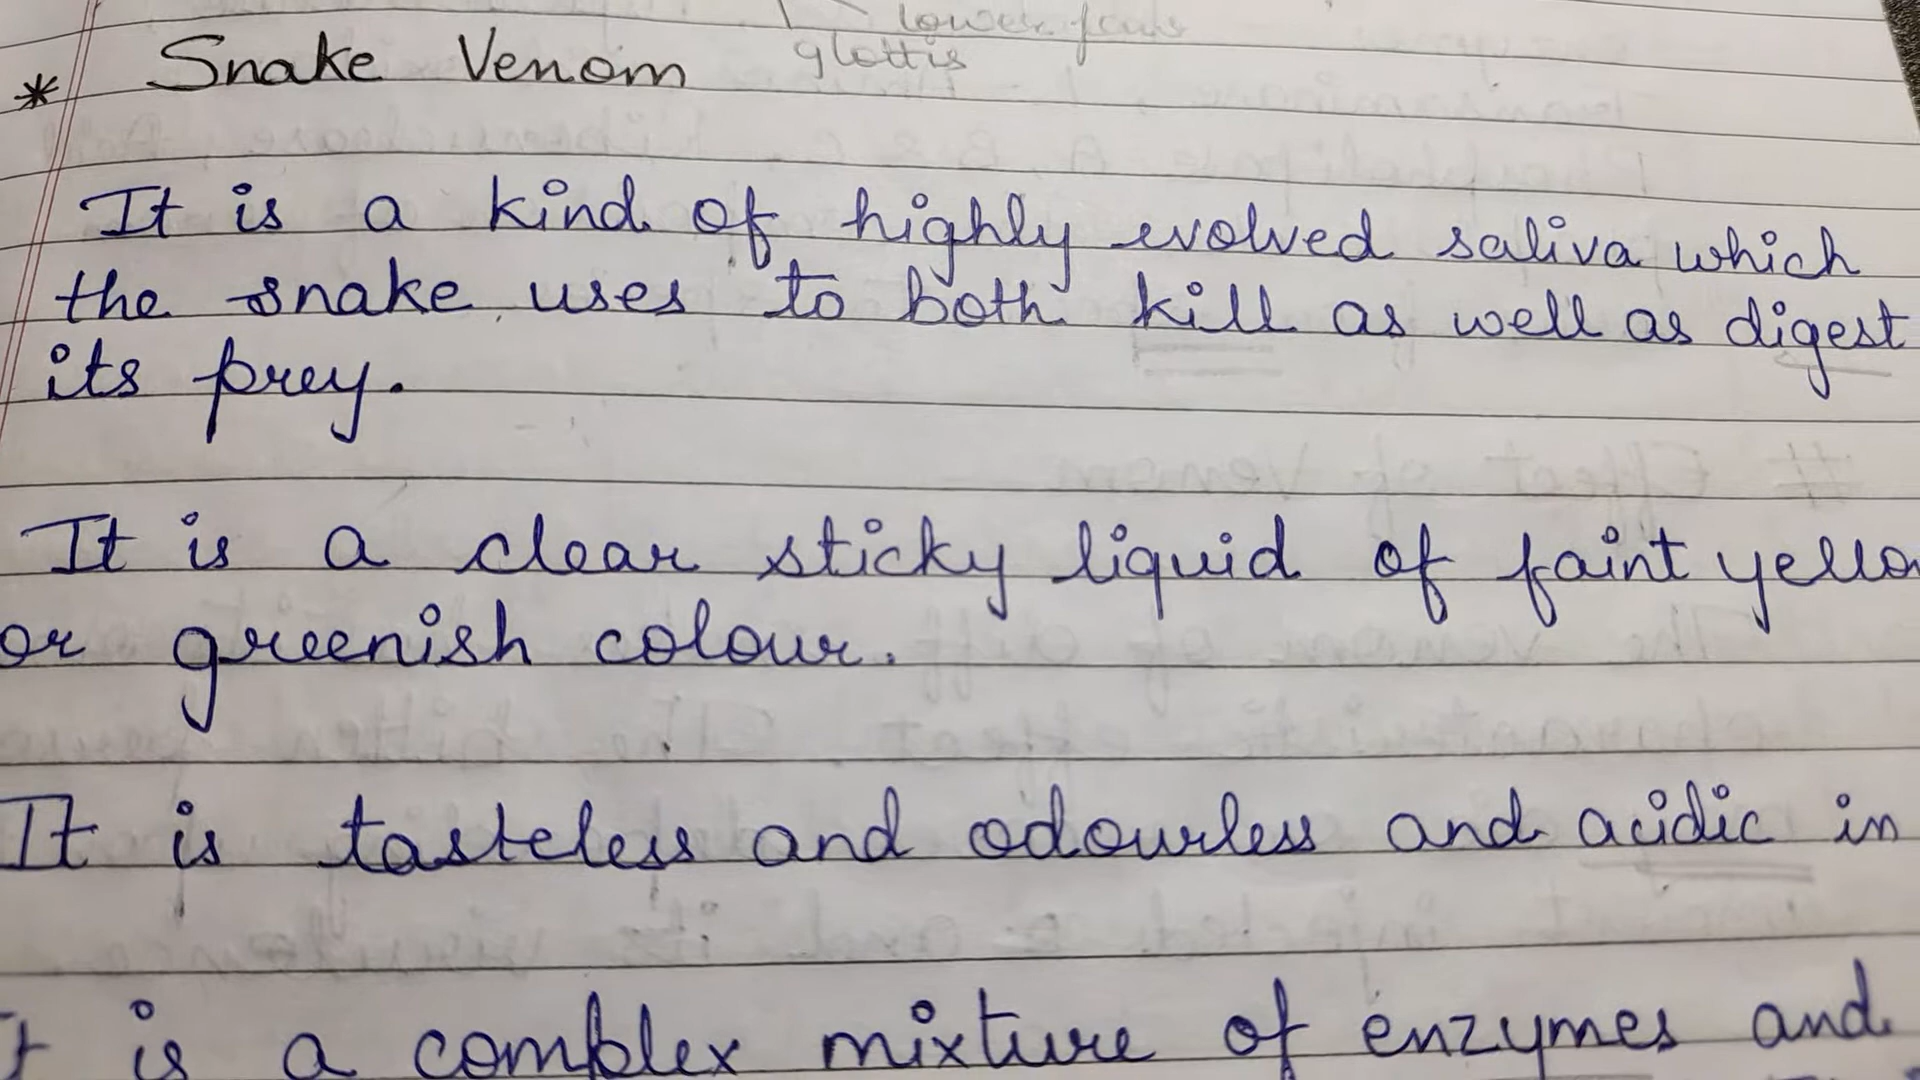 glottis
* Snake Venom
It is a kind of highly evolved saliva which
the snake uses to both kill as well as digest
its prey.
It is a clear sticky liquid of faint yello
or greenish colour.
It is tasteless and odourless and acidic in
It is a complex mixture of enzymes and